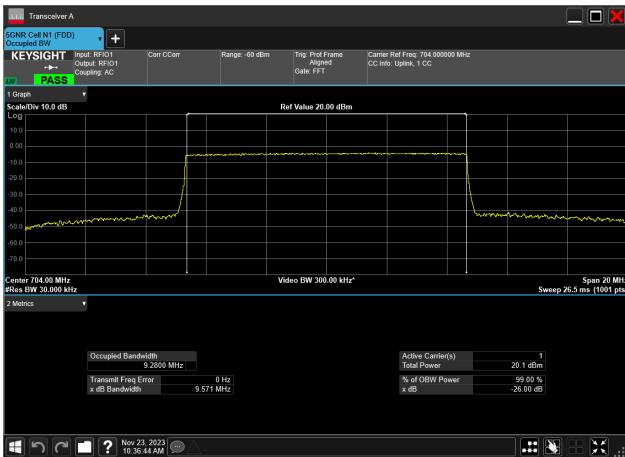 Transceiver A
5GNR Cell N1 (FDD)
Occupied BW
KEYSIGHT
PASS
Input: RFIO1
Output: RFIO1
Coupling: AC
Corr CCorr
Range: -60 dBm
Trig: Prot Frame
Aligned
Gate: FFT
Carrier Ref Freq: 704.000000 MHz
CC Info: Uplink, 1 CC
1 Graph
Scale/Div 10.0 dB
Ref Value 20.00 dBm
Log
10.0
0.00
-10.0
-20.0
-30.0
-40.0
-50.0
-60.0
-70.0
Center 704.00 MHz
Video BW 300.00 kHz*
Span 20 MHz
#Res BW 30.000 kHz
Sweep 26.5 ms (1001 pts
2 Metrics
Occupied Bandwidth
9.2800 MHz
Transmit Freq Error 0 Hz
x dB Bandwidth 9.571 MHz
Active Carrier(s) 1
Total Power 20.1 dBm
% of OBW Power 99.00 %
x dB -26.00 dB
Nov 23, 2023
10:36:44 AM